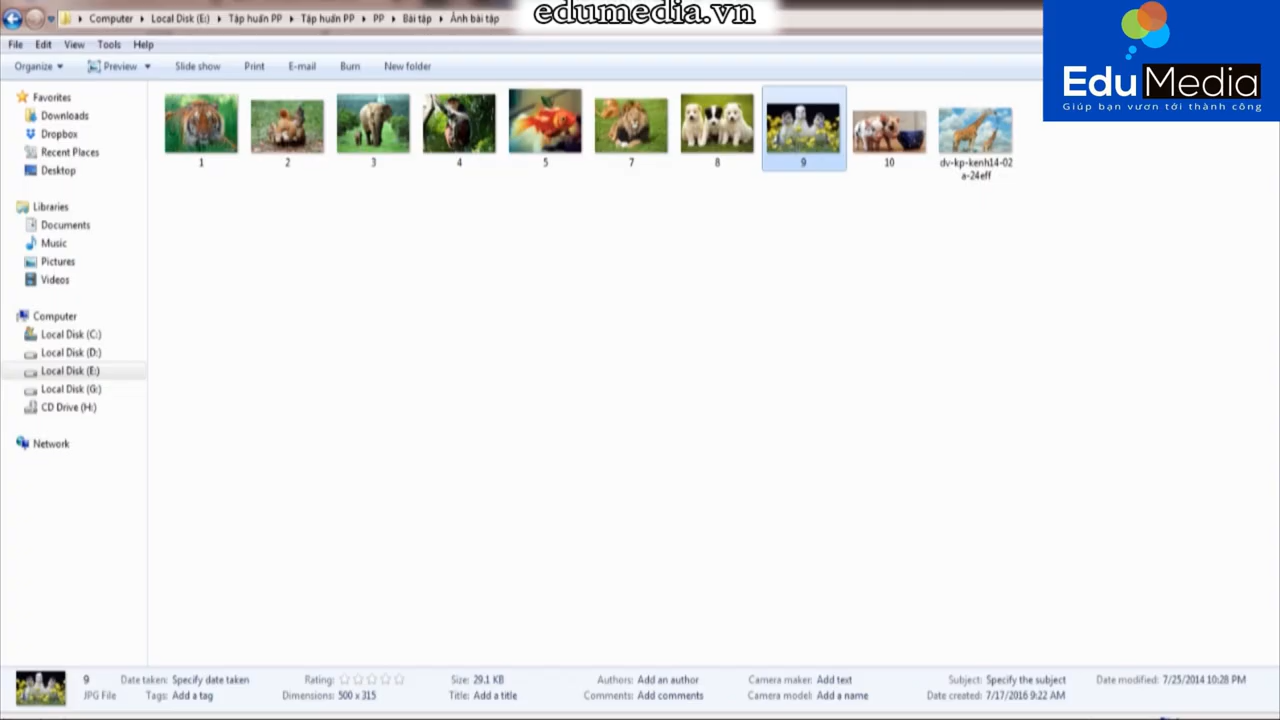 edumedia.vn
Computer Local Disk (E:) Tập huấn PP Tập huấn PP PP Bài tập Ảnh bài tập
EduMedia
Giúp bạn vươn tới thành công
File Edit View Tools Help
Organize Preview Slide show Print E-mail Burn New folder
Favorites
Downloads
Dropbox
Recent Places
Desktop
Libraries
Documents
Music
Pictures
Videos
Computer
Local Disk (C:)
Local Disk (D:)
Local Disk (E:)
Local Disk (G:)
CD Drive (H:)
Network
1 2 3 4 5 7 8 9 10 dv-kp-kenh14-02
a-24eff
9 Date taken: Specify date taken Rating: Size: 29.1 KB Authors: Add an author Camera maker: Add text Subject: Specify the subject Date modified: 7/25/2014 10:28 PM
JPG File Tags: Add a tag Dimensions: 500 x 315 Title: Add a title Comments: Add comments Camera model: Add a name Date created: 7/17/2016 9:22 AM